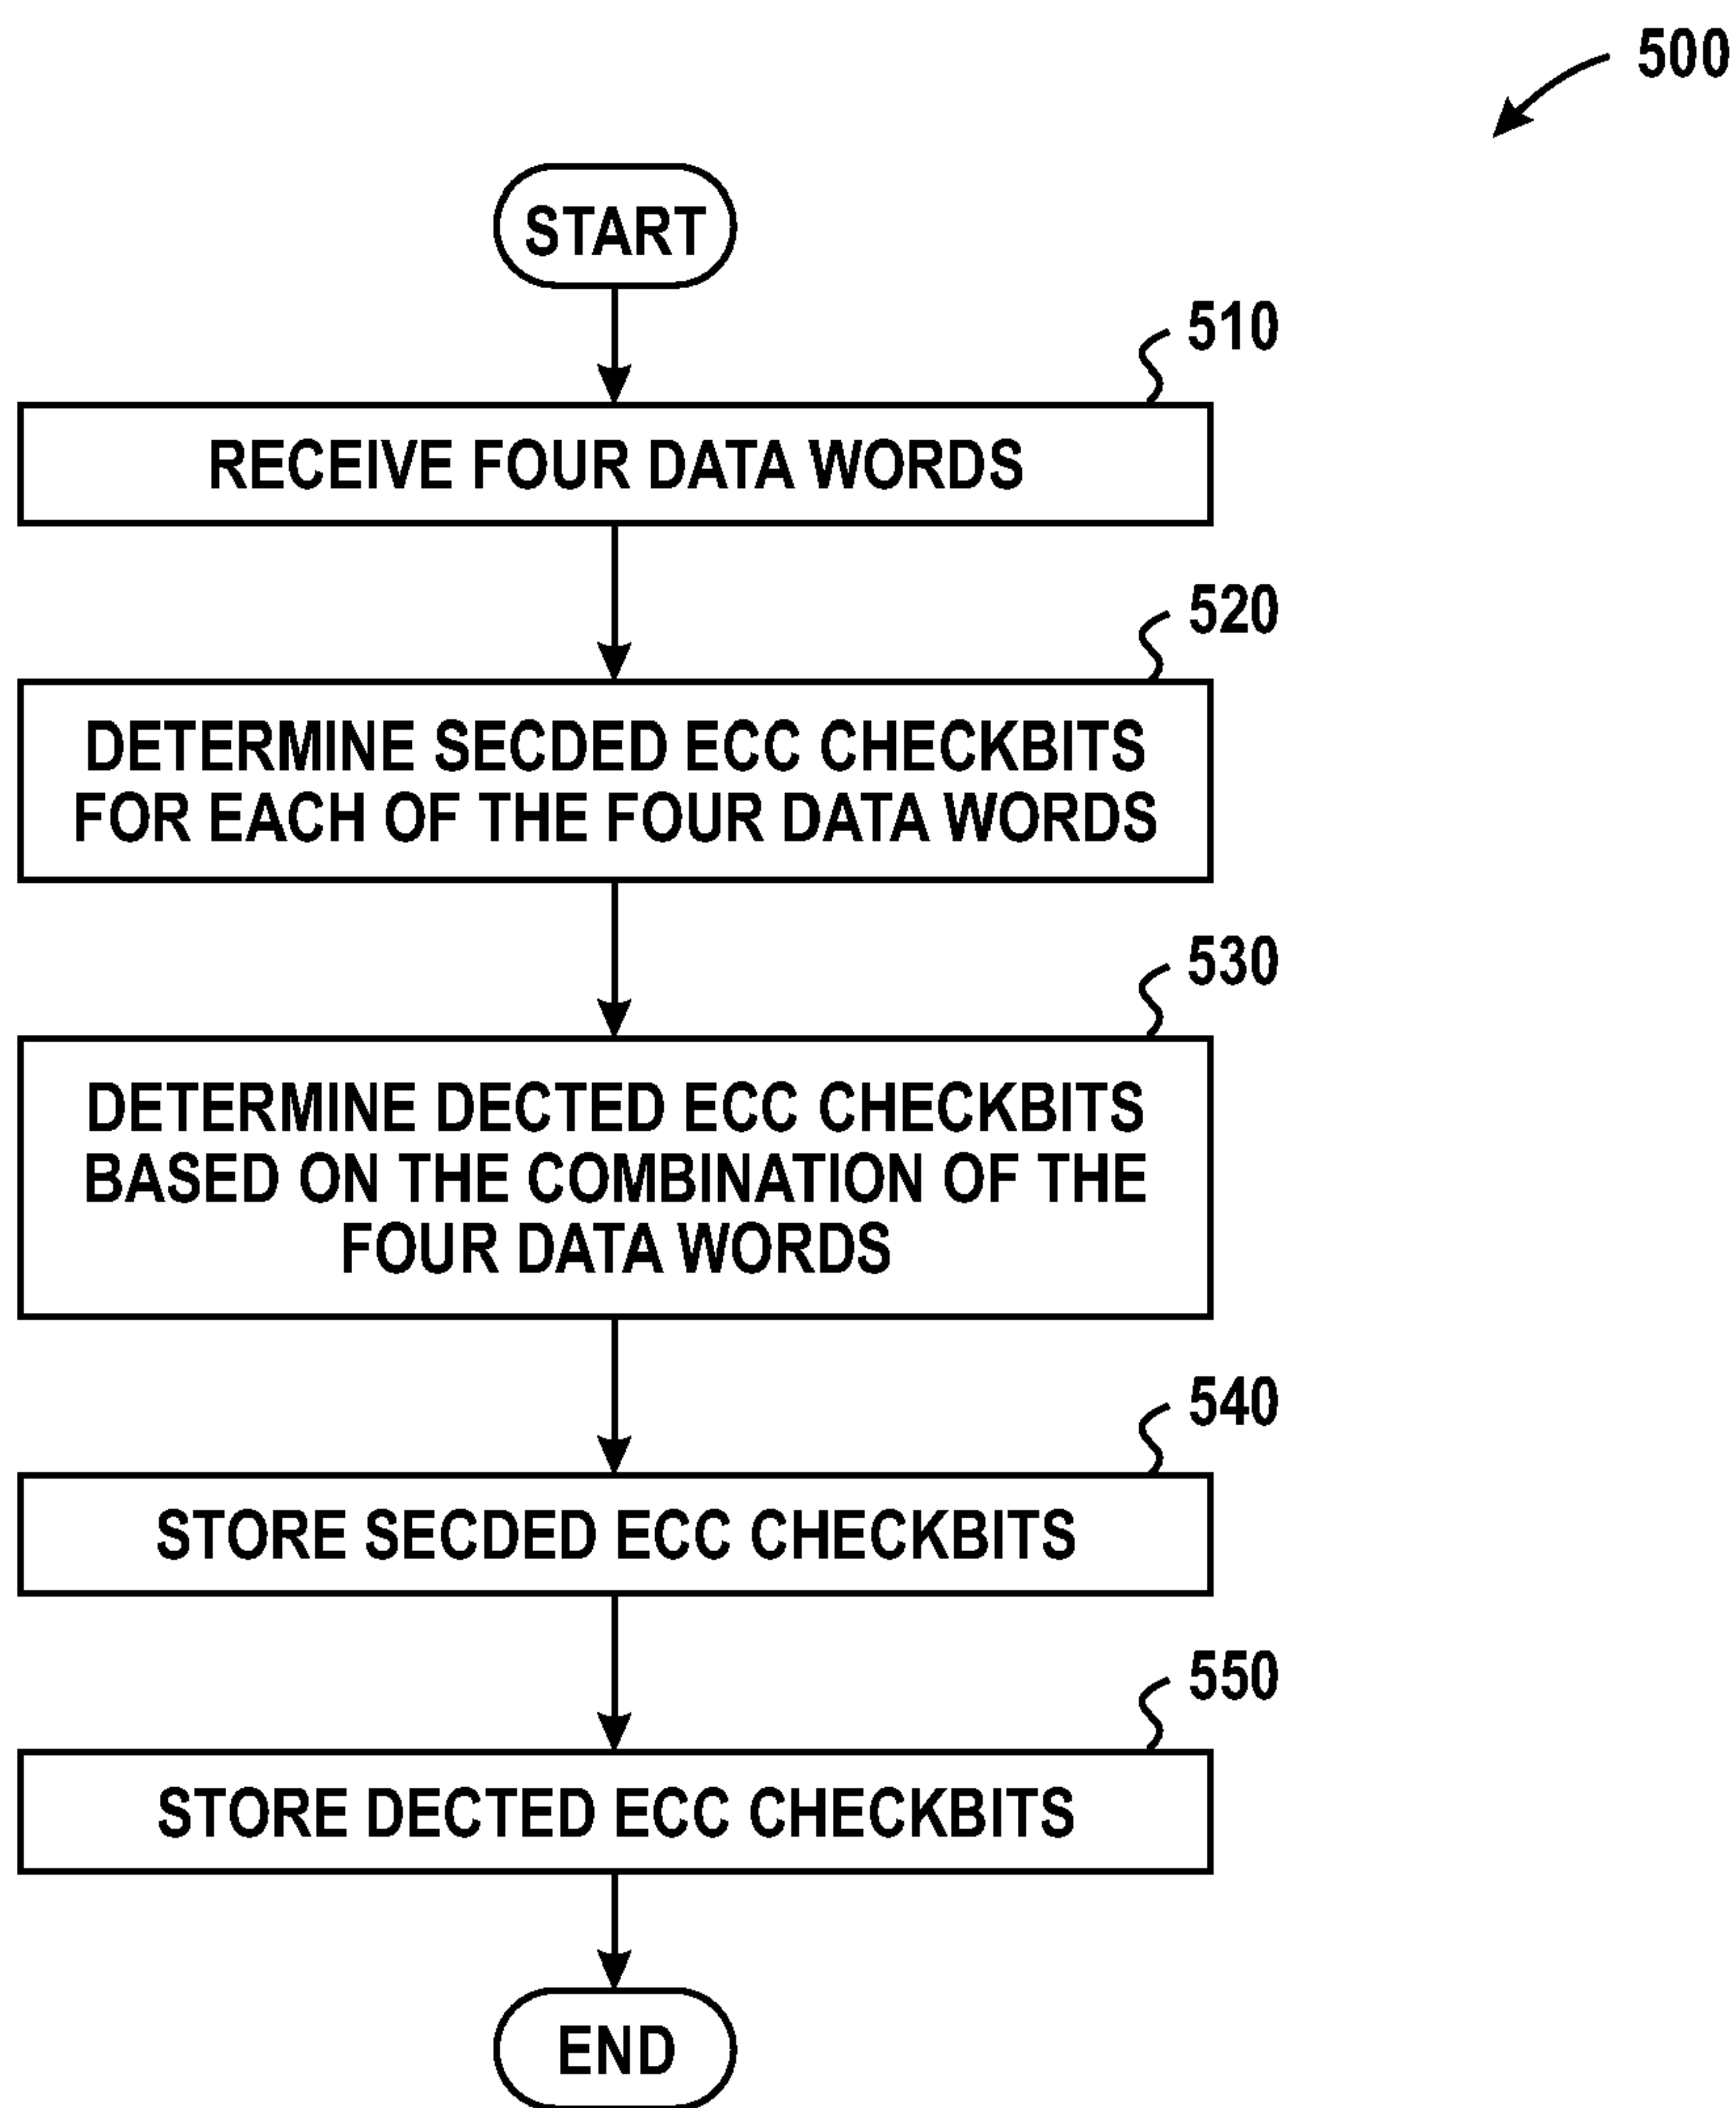 500
START
510
RECEIVE FOUR DATA WORDS
520
DETERMINE SECDED ECC CHECKBITS
FOR EACH OF THE FOUR DATA WORDS
530
DETERMINE DECTED ECC CHECKBITS
BASED ON THE COMBINATION OF THE
FOUR DATA WORDS
540
STORE SECDED ECC CHECKBITS
550
STORE DECTED ECC CHECKBITS
END